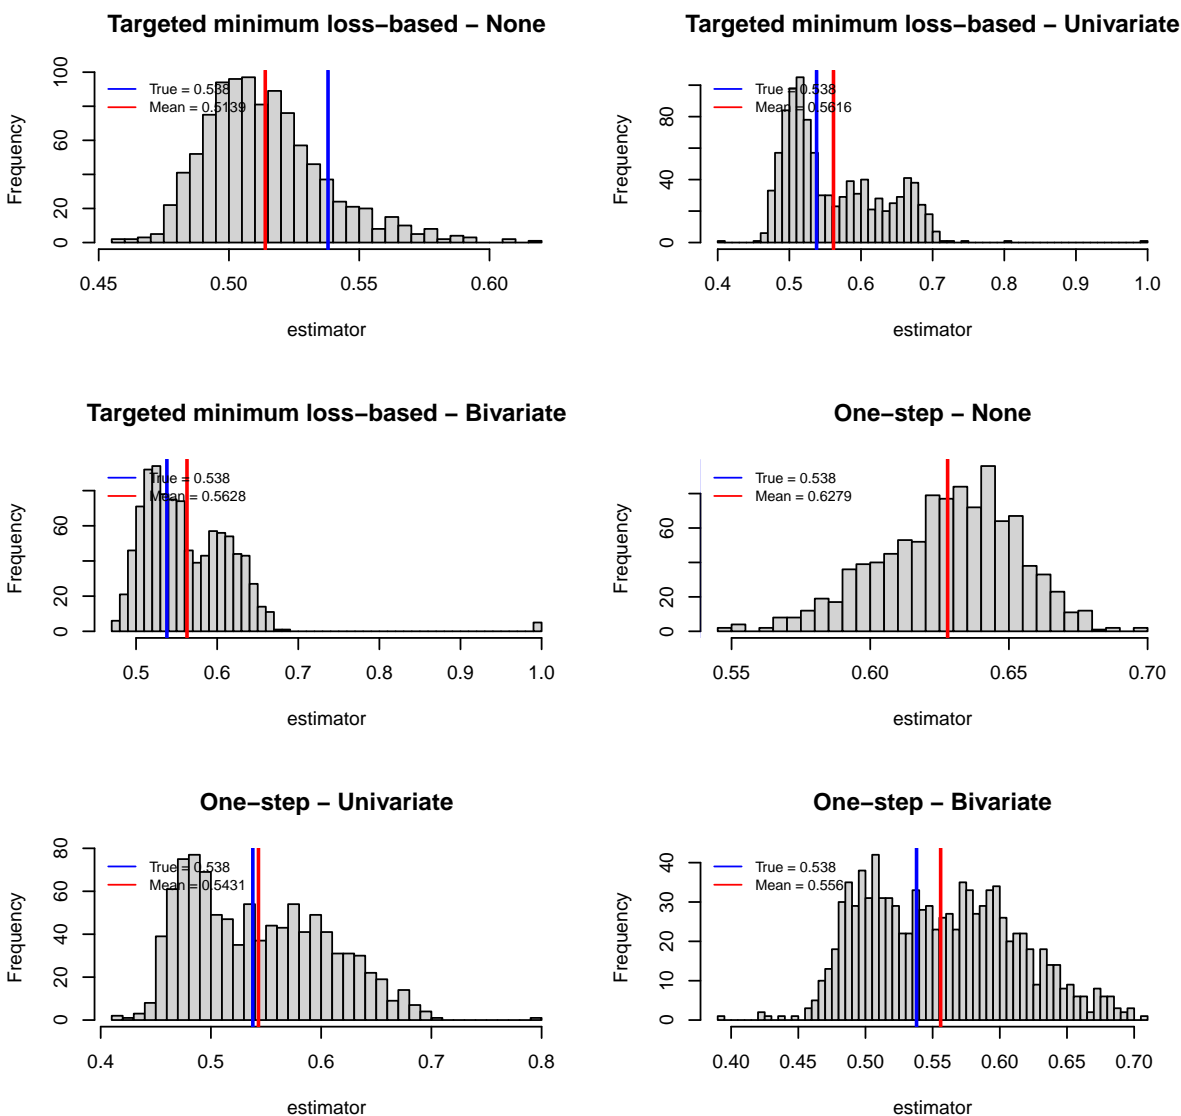 Targeted minimum loss−based − None
Frequency
0 20 60 100
True = 0.538
Mean = 0.5139
0.45 0.50 0.55 0.60
estimator
Targeted minimum loss−based − Univariate
Frequency
0 40 80
True = 0.538
Mean = 0.5616
0.4 0.5 0.6 0.7 0.8 0.9 1.0
estimator
Targeted minimum loss−based − Bivariate
Frequency
0 20 60
True = 0.538
Mean = 0.5628
0.5 0.6 0.7 0.8 0.9 1.0
estimator
One−step − None
Frequency
0 20 60
True = 0.538
Mean = 0.6279
0.55 0.60 0.65 0.70
estimator
One−step − Univariate
Frequency
0 20 40 60 80
True = 0.538
Mean = 0.5431
0.4 0.5 0.6 0.7 0.8
estimator
One−step − Bivariate
Frequency
0 10 20 30 40
True = 0.538
Mean = 0.556
0.40 0.45 0.50 0.55 0.60 0.65 0.70
estimator